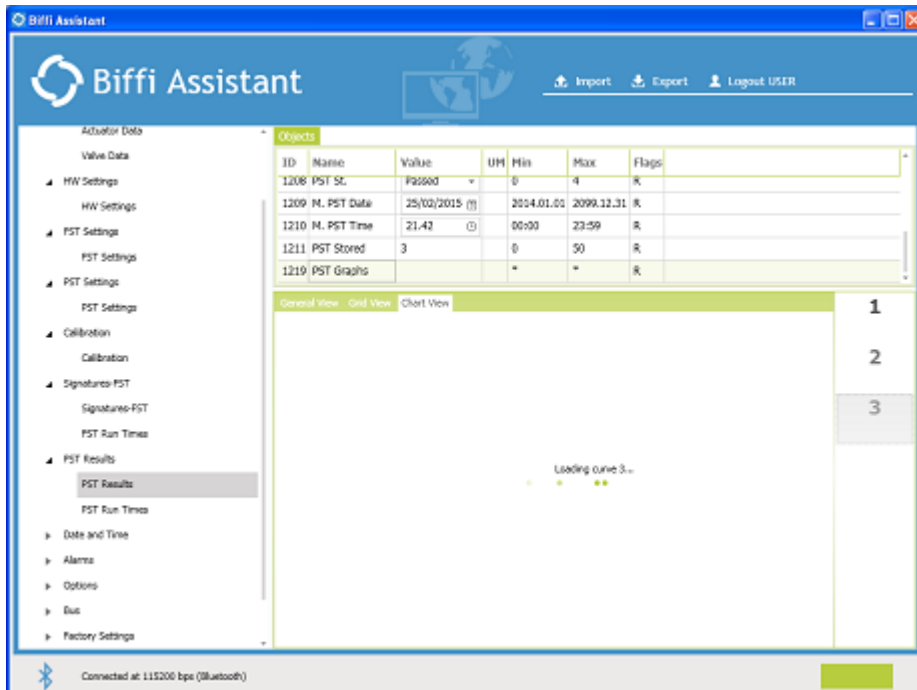 Biffi Assistant
Biffi Assistant
Import Export Logout USER
Actuator Data
Valve Data
HW Settings
HW Settings
FST Settings
FST Settings
PST Settings
PST Settings
Calibration
Calibration
Signatures-FST
Signatures-FST
FST Run Times
PST Results
PST Results
PST Run Times
Date and Time
Alarms
Options
Bus
Factory Settings
Objects
ID Name Value UM Min Max Flags
1208 PST St. Passed 0 4 R
1209 M. PST Date 25/02/2015 2014.01.01 2099.12.31 R
1210 M. PST Time 21.42 00:00 23:59 R
1211 PST Stored 3 0 50 R
1219 PST Graphs * * R
General View Grid View Chart View
1
2
3
Loading curve 3...
Connected at 115200 bps (Bluetooth)